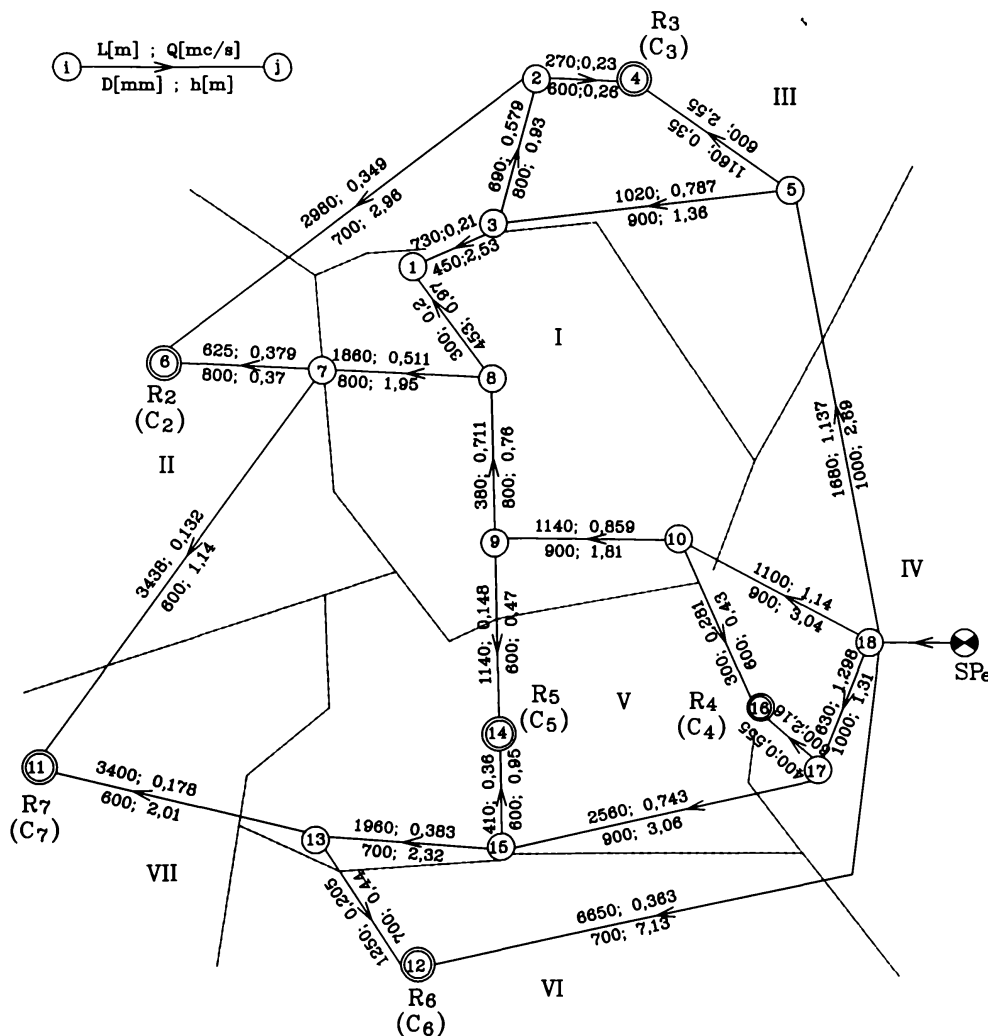 L[m] ; Q[mc/s]
i
j
D[mm] ; h[m]
R3
(C3)
2
270;0,23
600;0,26
4
III
600; 2,55
1160; 0,35
690; 0,579
800; 0,93
5
2980; 0,349
700; 2,96
1020; 0,787
900; 1,36
3
730;0,21
450;2,53
1
453; 0,97
300; 0,2
I
6
625; 0,379
800; 0,37
7
1860; 0,511
800; 1,95
8
R2
(C2)
II
380; 0,711
800; 0,76
1680; 1,137
1000; 2,69
3438; 0,132
600; 1,14
9
1140; 0,859
900; 1,81
10
1100; 1,14
900; 3,04
IV
1140; 0,148
600; 0,47
300; 0,281
600; 0,43
18
SPe
R5
(C5)
V
R4
(C4)
14
16
630; 1,298
1000; 1,31
600;2,16
400;0,565
17
11
R7
(C7)
3400; 0,178
600; 2,01
410; 0,36
600; 0,95
2560; 0,743
900; 3,06
13
1960; 0,383
700; 2,32
15
VII
700; 0,44
1250; 0,205
6650; 0,363
700; 7,13
12
R6
(C6)
VI